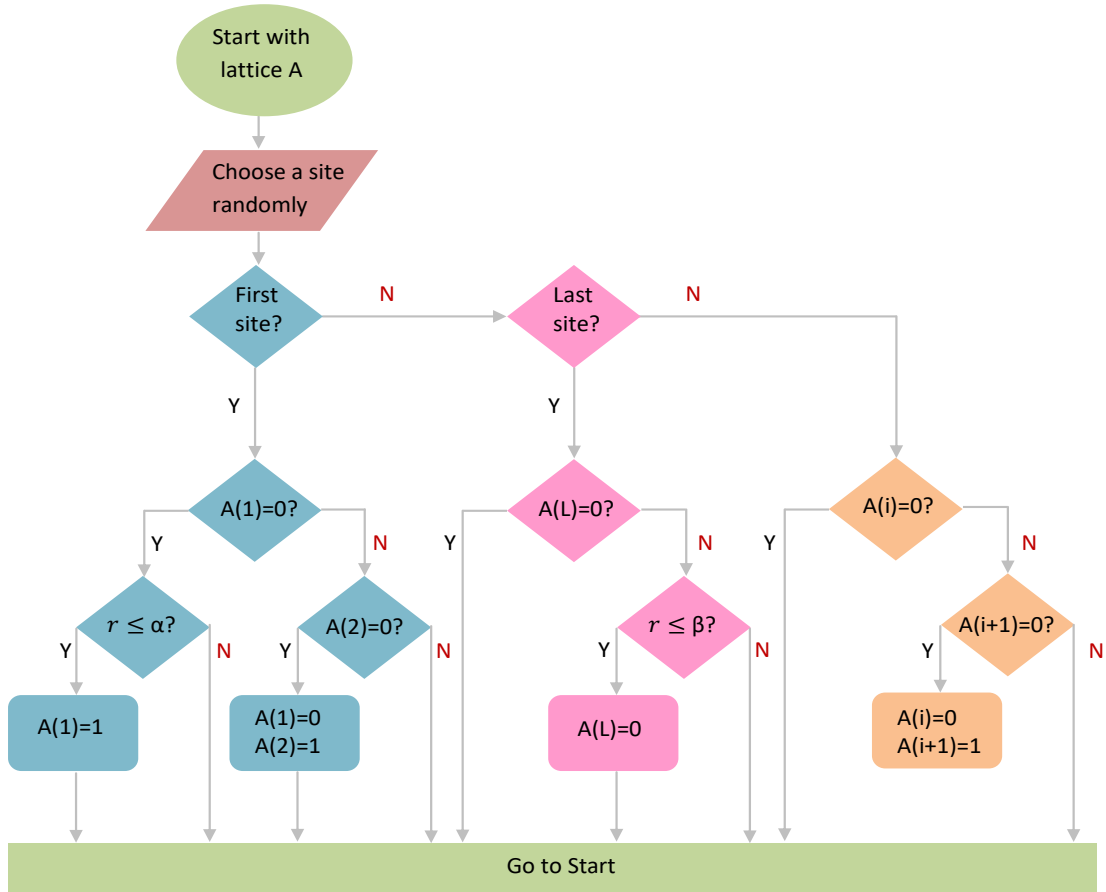 Start with
lattice A
Choose a site
randomly
First
site?
N
Last
site?
N
Y
Y
A(1)=0?
A(L)=0?
A(i)=0?
Y
N
Y
N
Y
N
r ≤ α?
A(2)=0?
r ≤ β?
A(i+1)=0?
Y
N
Y
N
Y
N
Y
N
A(1)=1
A(1)=0
A(2)=1
A(L)=0
A(i)=0
A(i+1)=1
Go to Start